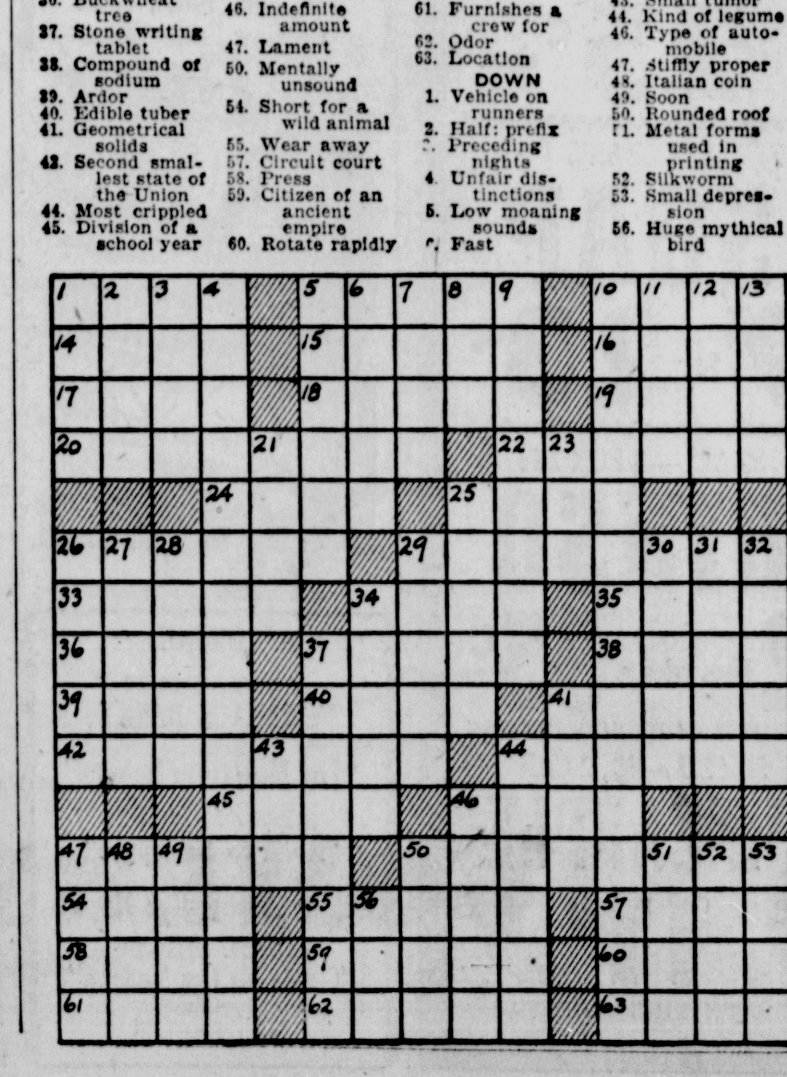 36. Buckwheat
tree
37. Stone writing
tablet
38. Compound of
sodium
39. Ardor
40. Edible tuber
41. Geometrical
solids
42. Second smal-
lest state of
the Union
44. Most crippled
45. Division of a
school year
46. Indefinite
amount
47. Lament
50. Mentally
unsound
54. Short for a
wild animal
55. Wear away
57. Circuit court
58. Press
59. Citizen of an
ancient
empire
60. Rotate rapidly
61. Furnishes a
crew for
62. Odor
63. Location
DOWN
1. Vehicle on
runners
2. Half: prefix
Preceding
nights
4. Unfair dis-
tinctions
5. Low moaning
sounds
Fast
43. Small tumor
44. Kind of legume
46. Type of auto-
mobile
47. Stiffly proper
48. Italian coin
49. Soon
50. Rounded roof
51. Metal forms
used in
printing
52. Silkworm
53. Small depres-
sion
56. Huge mythical
bird
1 2 3 4 5 6 7 8 9 10 11 12 13
14 15 16
17 18 19
20 21 22 23
24 25
26 27 28 29 30 31 32
33 34 35
36 37 38
39 40 41
42 43 44
45 46
47 48 49 50 51 52 53
54 55 56 57
58 59 60
61 62 63